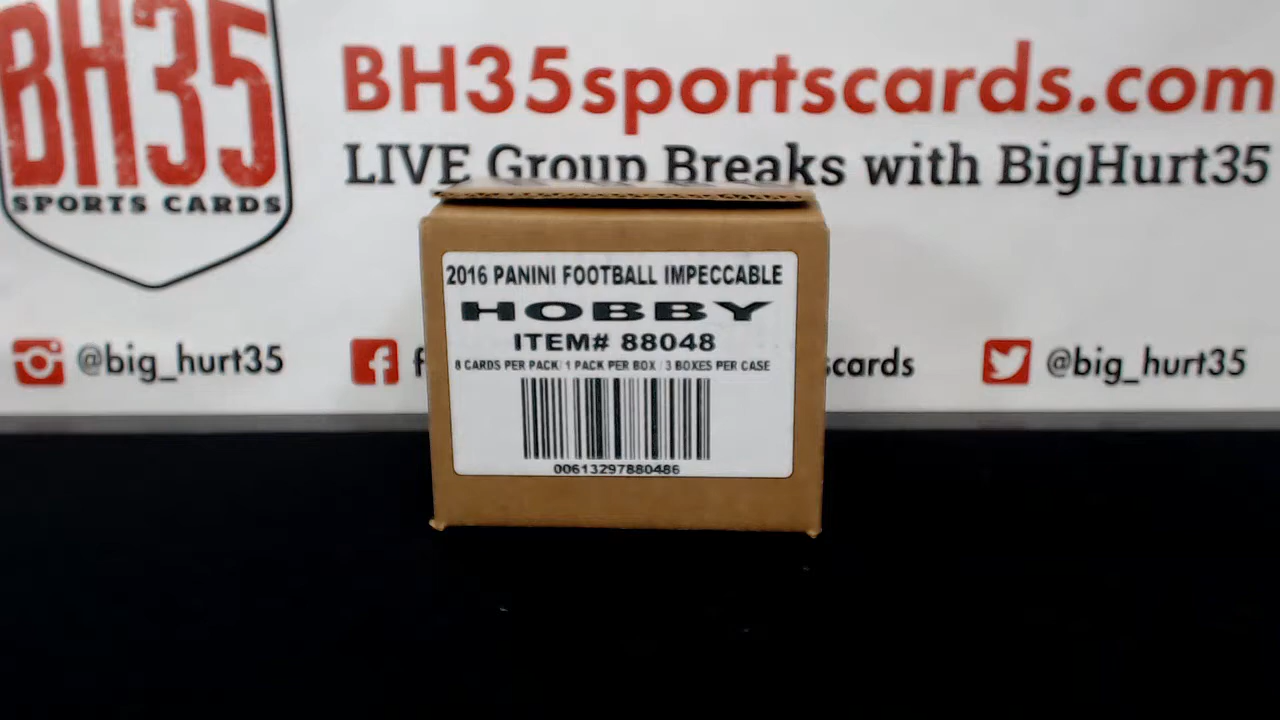 BH35
SPORTS CARDS
BH35sportscards.com
LIVE Group Breaks with BigHurt35
@big_hurt35
f
scards
@big_hurt35
2016 PANINI FOOTBALL IMPECCABLE
HOBBY
ITEM# 88048
8 CARDS PER PACK/ 1 PACK PER BOX / 3 BOXES PER CASE
00613297880486